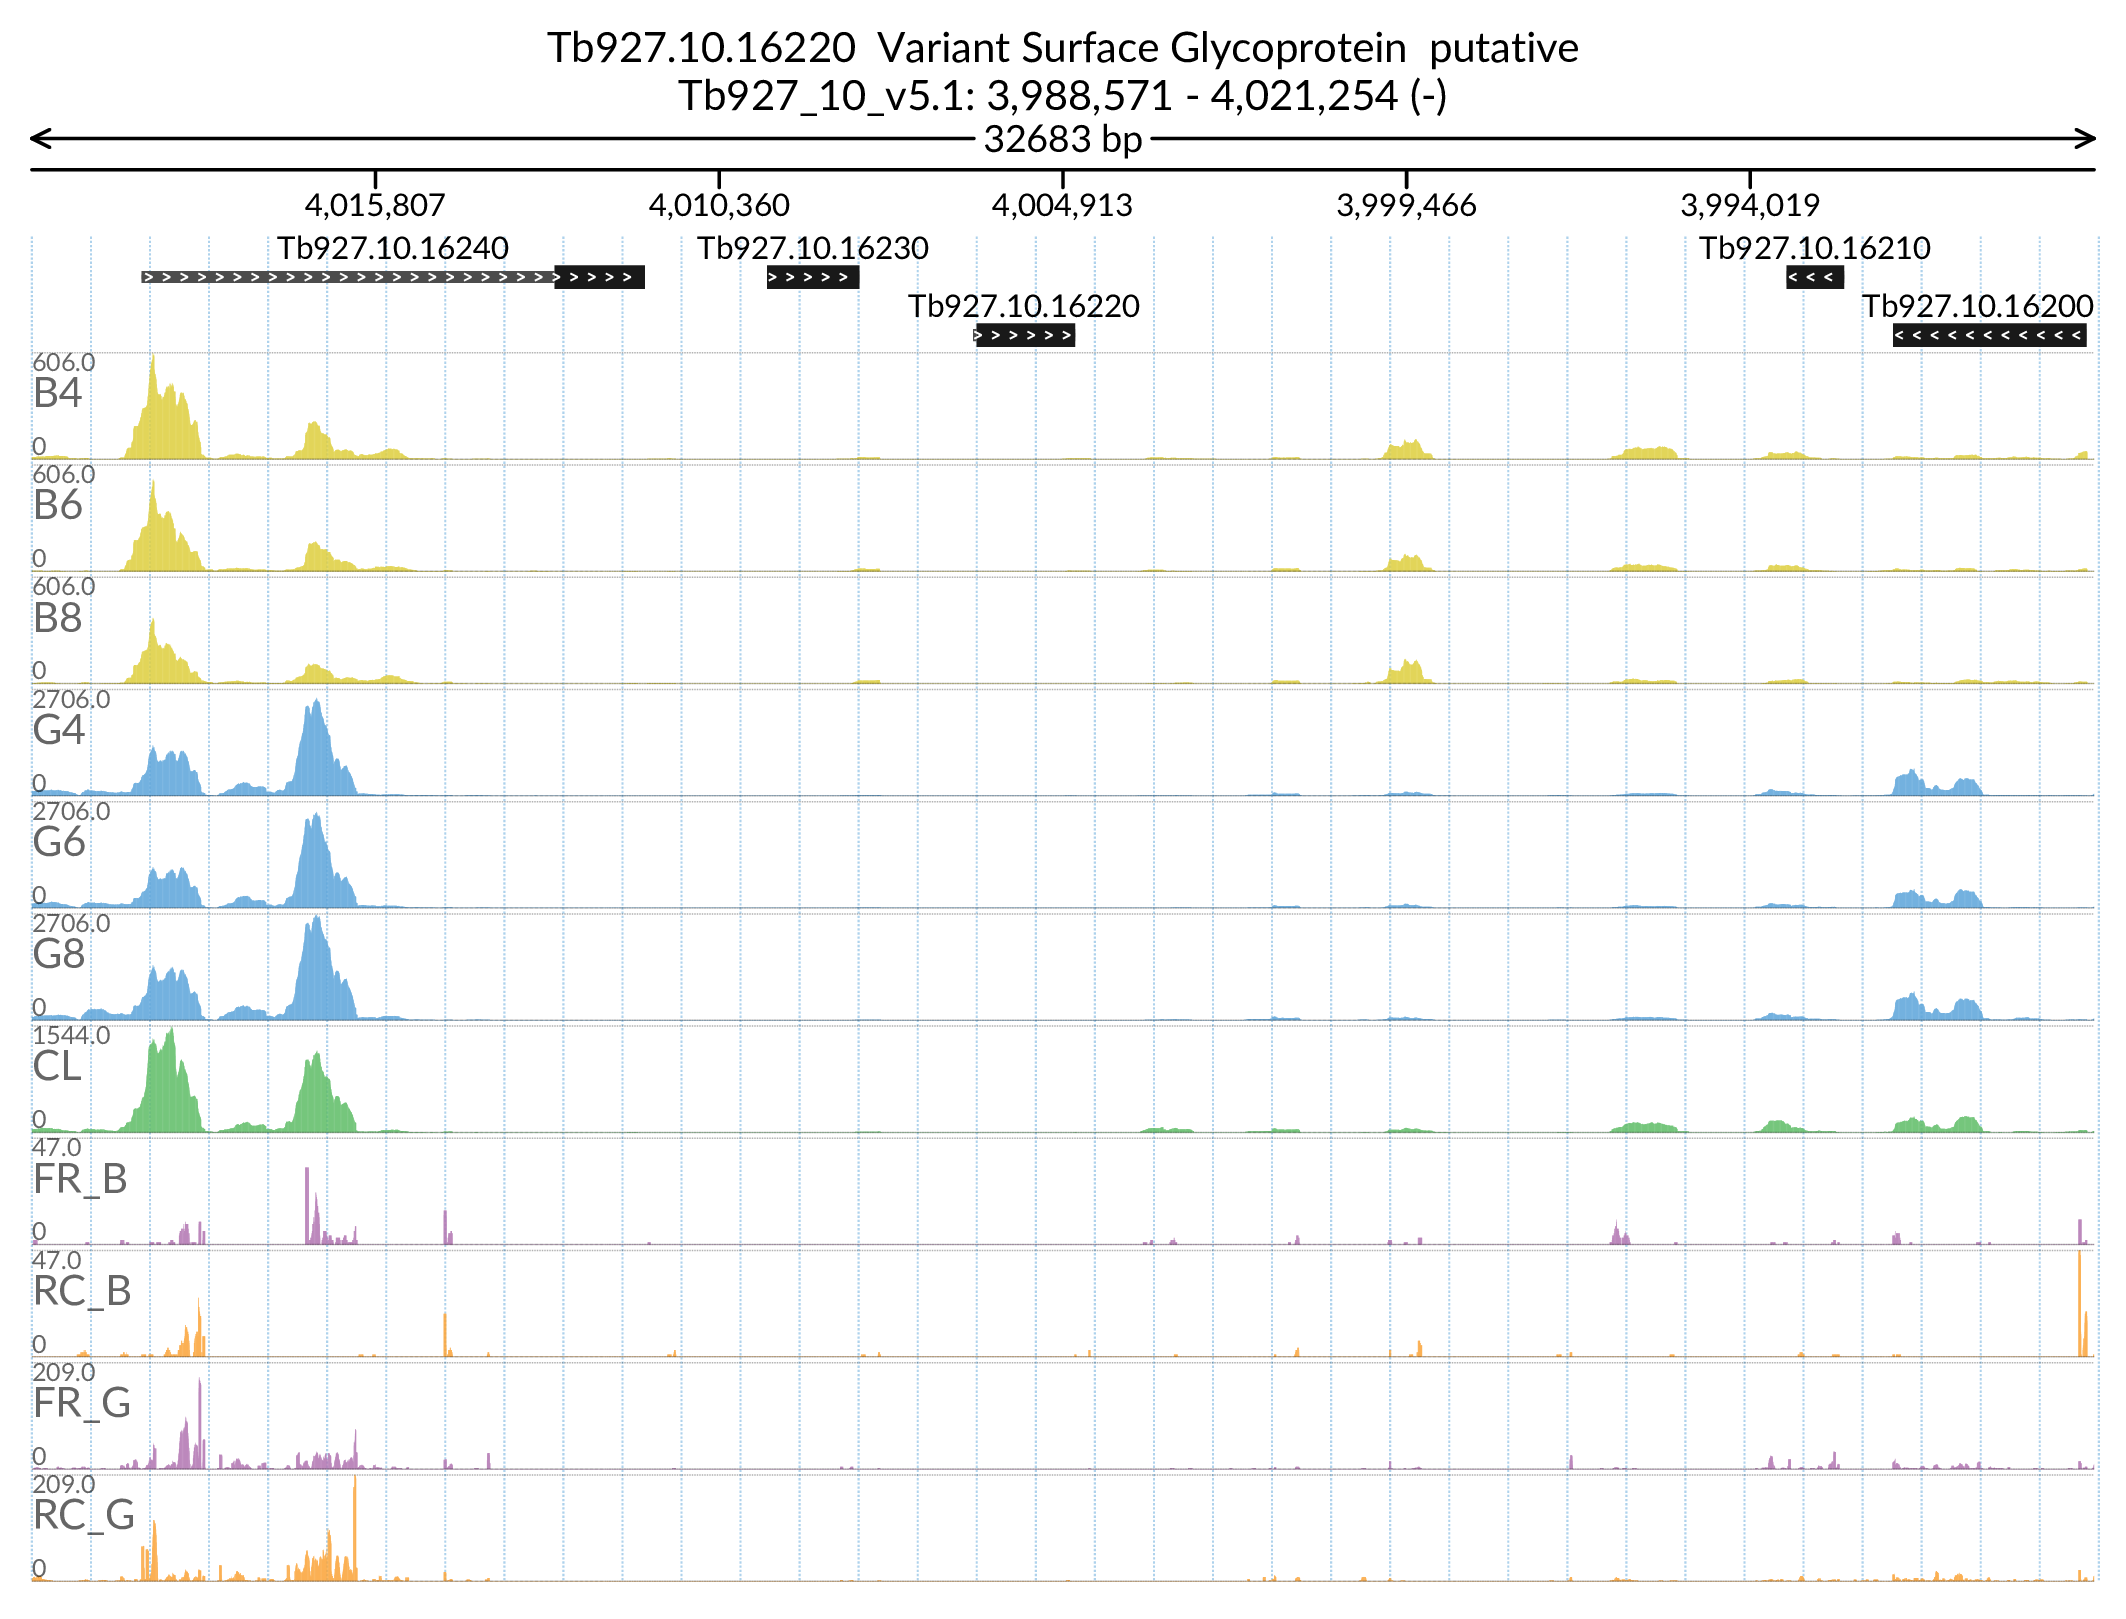 Tb927.10.16220 Variant Surface Glycoprotein putative
Tb927_10_v5.1: 3,988,571 - 4,021,254 (-)
32683 bp
4,015,807 4,010,360 4,004,913 3,999,466 3,994,019
Tb927.10.16240 Tb927.10.16230 Tb927.10.16210
Tb927.10.16220 Tb927.10.16200
606.0
B4
0
606.0
B6
0
606.0
B8
0
2706.0
G4
0
2706.0
G6
0
2706.0
G8
0
1544.0
CL
0
47.0
FR_B
0
47.0
RC_B
0
209.0
FR_G
0
209.0
RC_G
0